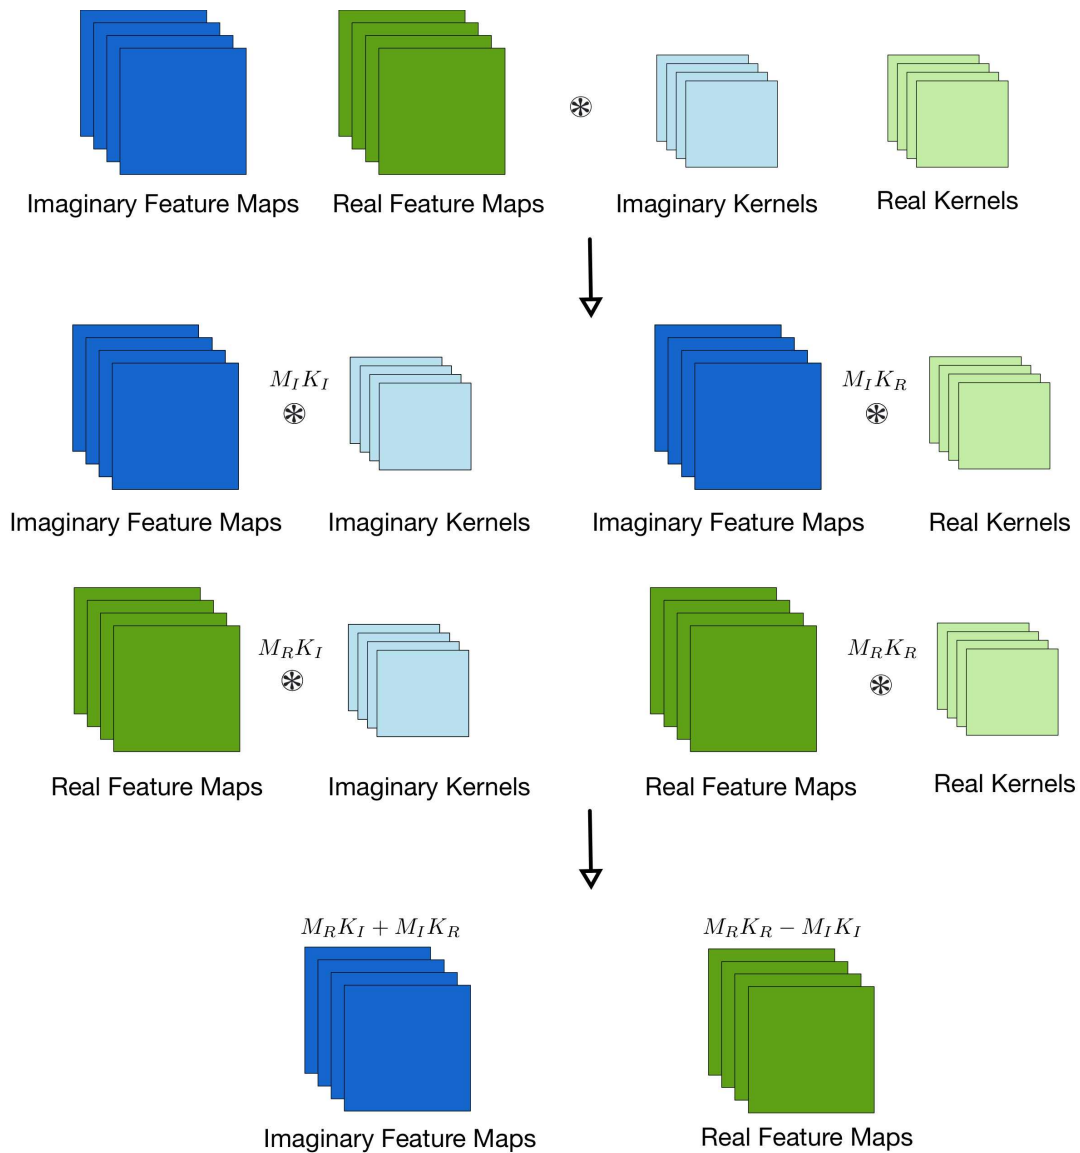 Imaginary Feature Maps Real Feature Maps ⊛ Imaginary Kernels Real Kernels
M_I K_I M_I K_R
⊛ ⊛
Imaginary Feature Maps Imaginary Kernels Imaginary Feature Maps Real Kernels
M_R K_I M_R K_R
⊛ ⊛
Real Feature Maps Imaginary Kernels Real Feature Maps Real Kernels
M_R K_I + M_I K_R M_R K_R − M_I K_I
Imaginary Feature Maps Real Feature Maps